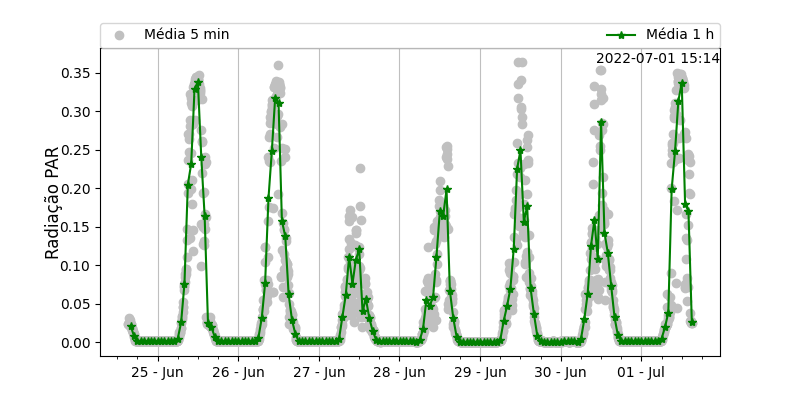 Média 5 min
Média 1 h
2022-07-01 15:14
Radiação PAR
0.35
0.30
0.25
0.20
0.15
0.10
0.05
0.00
25 - Jun
26 - Jun
27 - Jun
28 - Jun
29 - Jun
30 - Jun
01 - Jul